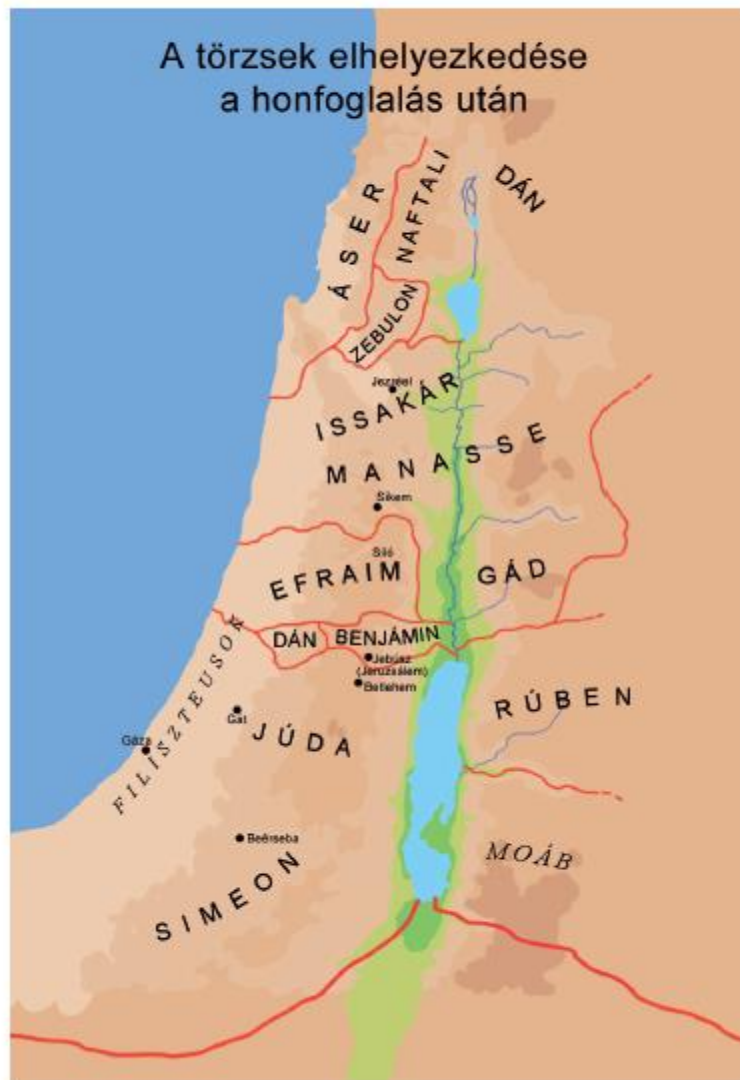 A törzsek elhelyezkedése
a honfoglalás után
ÁSER
NAFTALI
DÁN
ZEBULON
Jezréel
ISSAKÁR
MANASSE
Sikem
Siló
EFRAIM
GÁD
DÁN
BENJÁMIN
Jebúaz
(Jeruzsálem)
Betlehem
RÚBEN
FILISZTEUSOK
Gát
JÚDA
Gáza
Beérseba
MOÁB
SIMEON